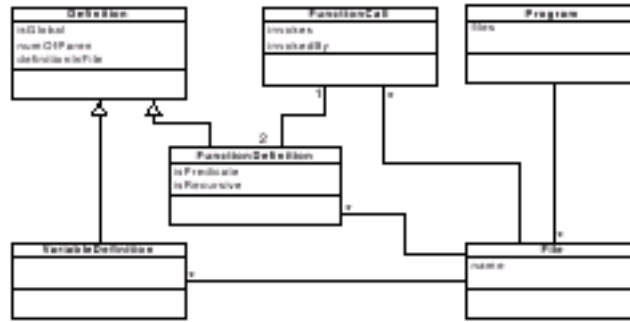 Definition
isGlobal
numOfParam
definitionInFile
FunctionCall
invokes
invokedBy
Program
files
1
*
2
FunctionDefinition
isPredicate
isRecursive
*
*
VariableDefinition
*
File
name